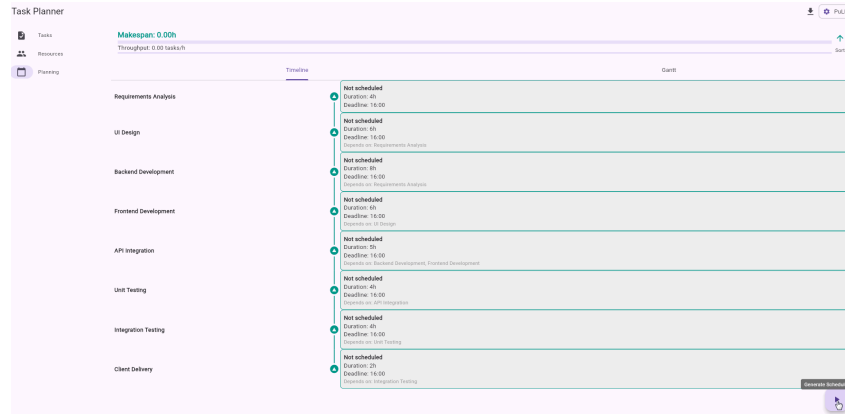 Task Planner
Tasks
Resources
Planning
Makespan: 0.00h
Throughput: 0.00 tasks/h
Sort
Timeline
Gantt
Requirements Analysis
Not scheduled
Duration: 4h
Deadline: 16:00
UI Design
Not scheduled
Duration: 6h
Deadline: 16:00
Depends on: Requirements Analysis
Backend Development
Not scheduled
Duration: 8h
Deadline: 16:00
Depends on: Requirements Analysis
Frontend Development
Not scheduled
Duration: 6h
Deadline: 16:00
Depends on: UI Design
API Integration
Not scheduled
Duration: 5h
Deadline: 16:00
Depends on: Backend Development, Frontend Development
Unit Testing
Not scheduled
Duration: 4h
Deadline: 16:00
Depends on: API Integration
Integration Testing
Not scheduled
Duration: 4h
Deadline: 16:00
Depends on: Unit Testing
Client Delivery
Not scheduled
Duration: 2h
Deadline: 16:00
Depends on: Integration Testing
Generate